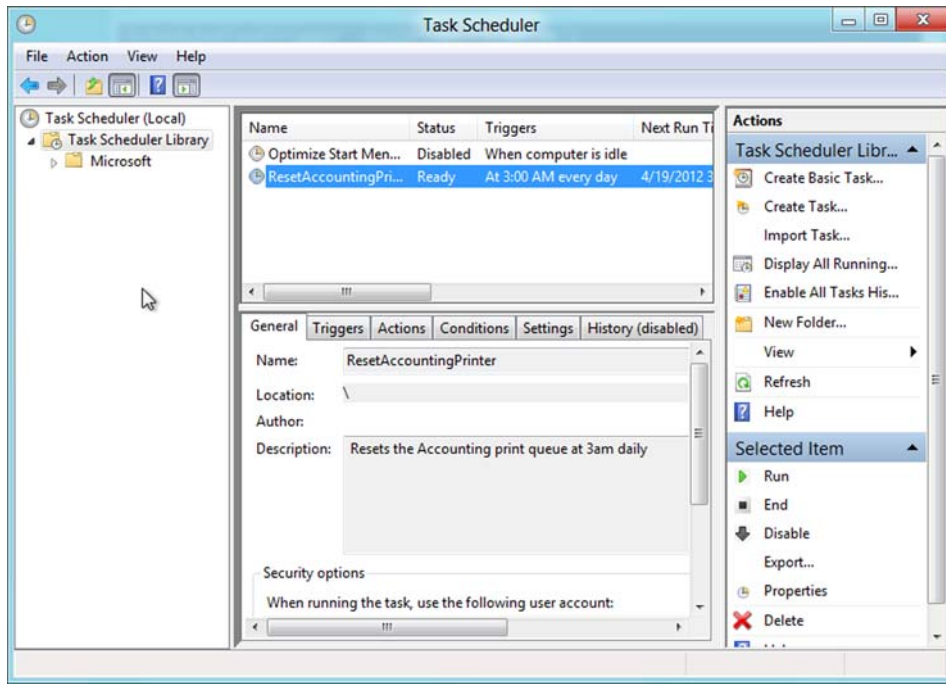 Task Scheduler
File Action View Help
Task Scheduler (Local)
Task Scheduler Library
Microsoft
Name Status Triggers Next Run Ti
Optimize Start Men... Disabled When computer is idle
ResetAccountingPri... Ready At 3:00 AM every day 4/19/2012 3
General Triggers Actions Conditions Settings History (disabled)
Name: ResetAccountingPrinter
Location: \
Author:
Description: Resets the Accounting print queue at 3am daily
Security options
When running the task, use the following user account:
Actions
Task Scheduler Libr...
Create Basic Task...
Create Task...
Import Task...
Display All Running...
Enable All Tasks His...
New Folder...
View
Refresh
Help
Selected Item
Run
End
Disable
Export...
Properties
Delete